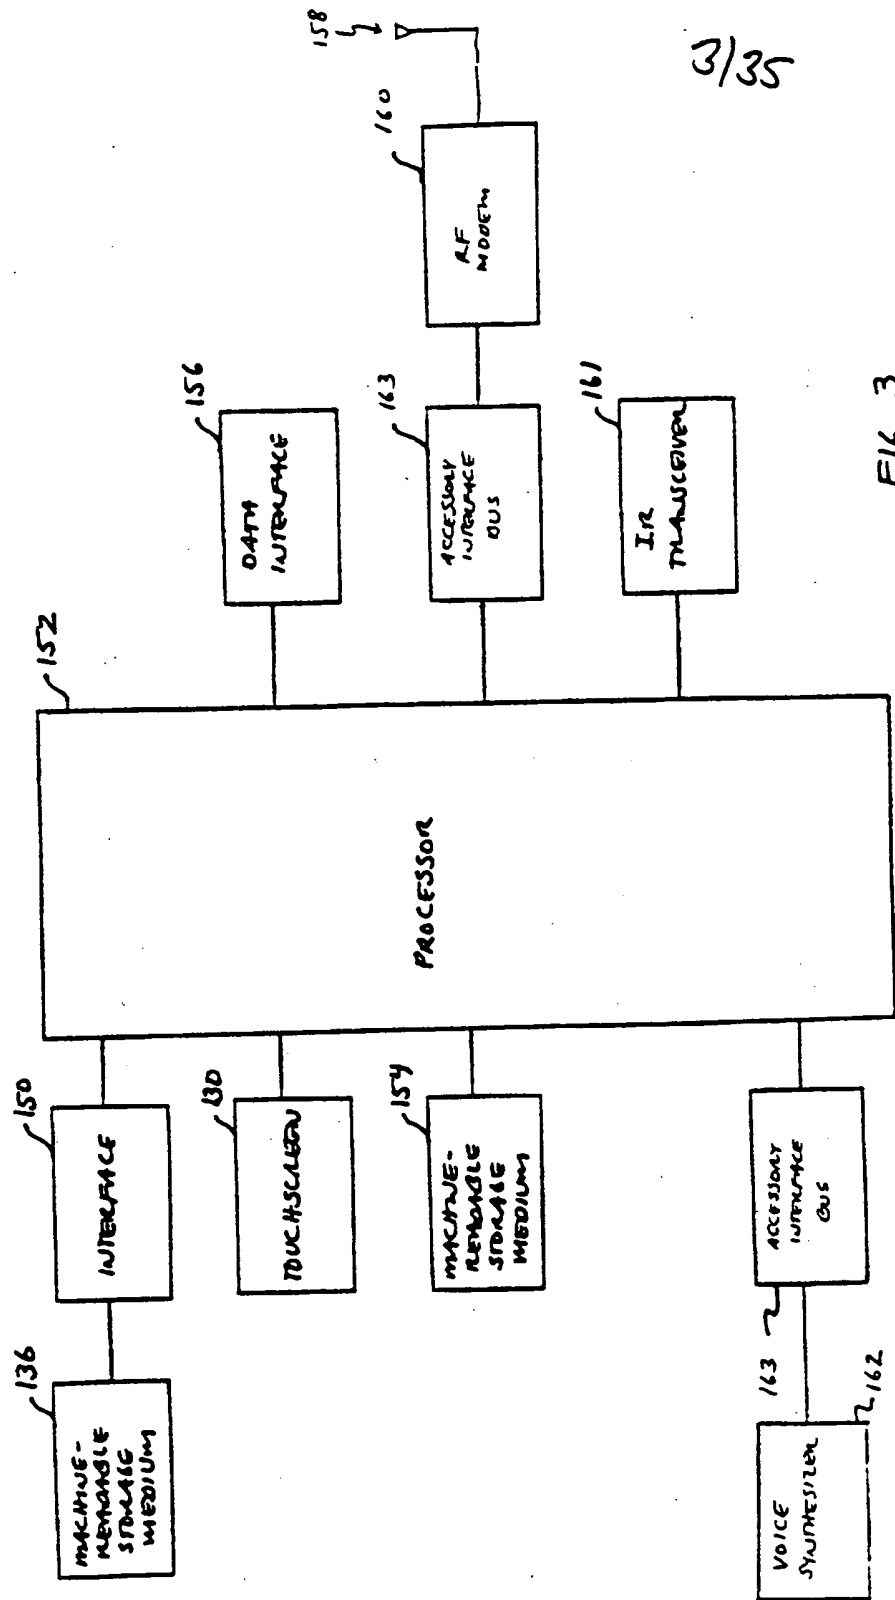 3/35
136
MACHINE-
READABLE
STORAGE
MEDIUM
150
INTERFACE
130
TOUCHSCREEN
154
MACHINE-
READABLE
STORAGE
MEDIUM
163
ACCESSORY
INTERFACE
BUS
162
VOICE
SYNTHESIZER
152
PROCESSOR
156
DATA
INTERFACE
163
ACCESSORY
INTERFACE
BUS
161
IR
TRANSCEIVER
160
RF
MODEM
158
FIG. 3